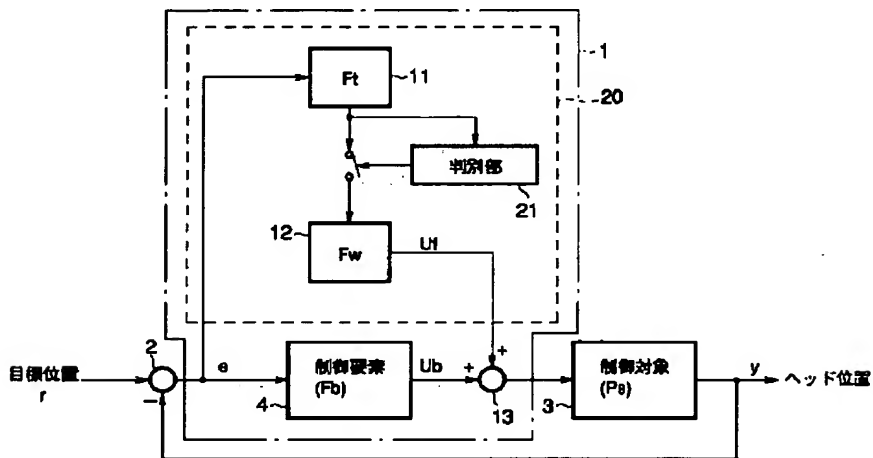 1
Ft
11
20
判別部
21
12
Fw
Uf
2
目標位置
r
e
制御要素
(Fb)
4
Ub
+
+
13
制御対象
(Ps)
3
y
ヘッド位置
−